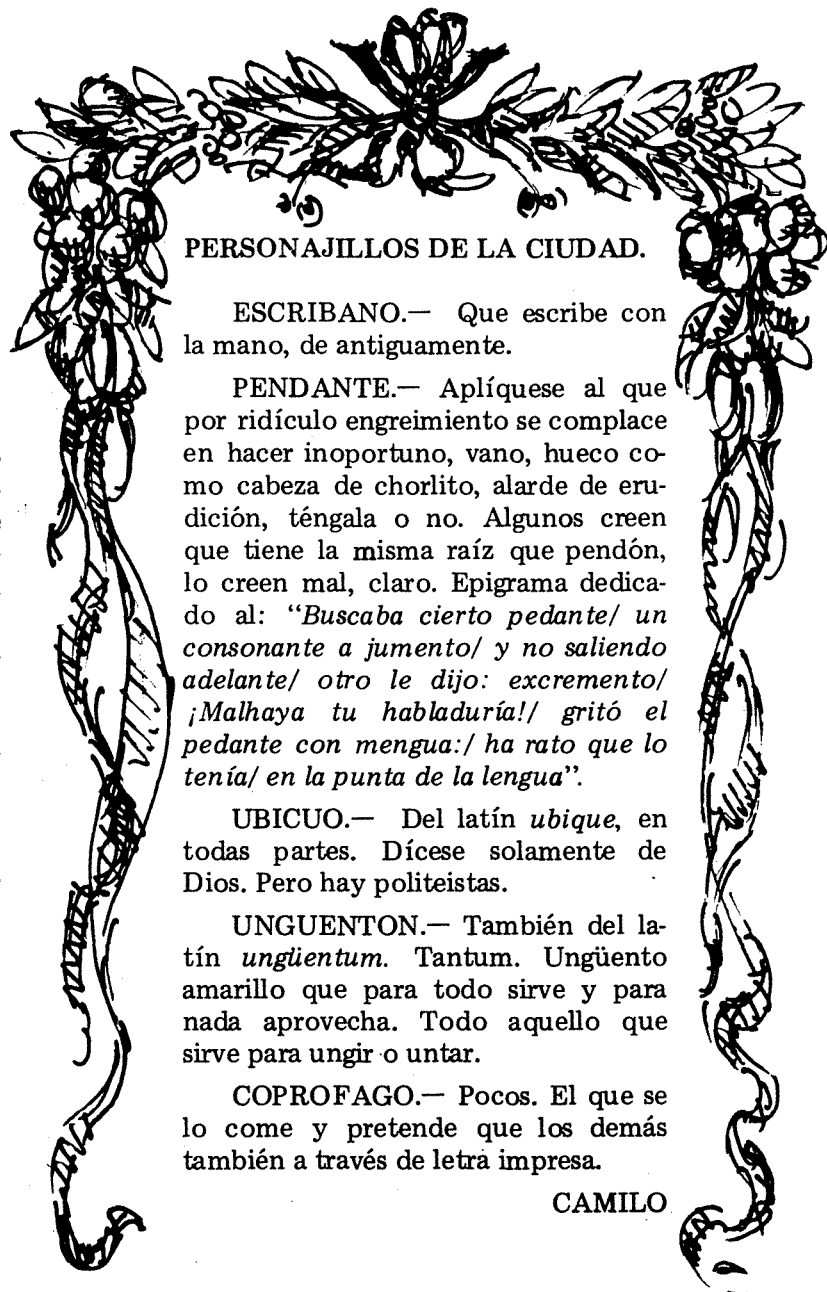 PERSONAJILLOS DE LA CIUDAD.
ESCRIBANO.— Que escribe con
la mano, de antiguamente.
PENDANTE.— Aplíquese al que
por ridículo engreimiento se complace
en hacer inoportuno, vano, hueco co-
mo cabeza de chorlito, alarde de eru-
dición, téngala o no. Algunos creen
que tiene la misma raíz que pendón,
lo creen mal, claro. Epigrama dedica-
do al: “Buscaba cierto pedante/ un
consonante a jumento/ y no saliendo
adelante/ otro le dijo: excremento/
¡Malhaya tu habladuría!/ gritó el
pedante con mengua:/ ha rato que lo
tenía/ en la punta de la lengua”.
UBICUO.— Del latín ubique, en
todas partes. Dícese solamente de
Dios. Pero hay politeistas.
UNGUENTON.— También del la-
tín ungüentum. Tantum. Ungüento
amarillo que para todo sirve y para
nada aprovecha. Todo aquello que
sirve para ungir o untar.
COPROFAGO.— Pocos. El que se
lo come y pretende que los demás
también a través de letra impresa.
CAMILO